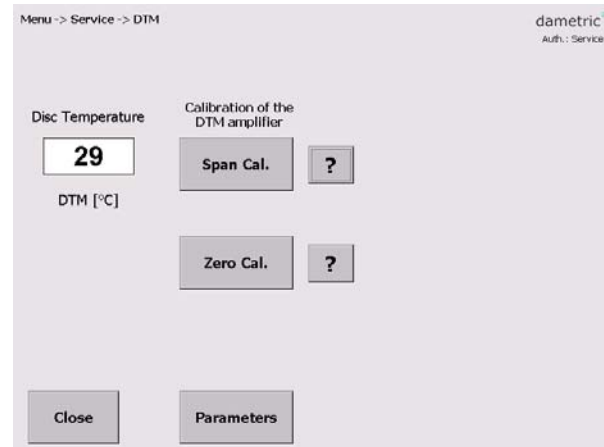 Menu -> Service -> DTM
dametric
Auth.: Service
Disc Temperature
Calibration of the
DTM amplifier
29
Span Cal.
?
DTM [°C]
Zero Cal.
?
Close
Parameters